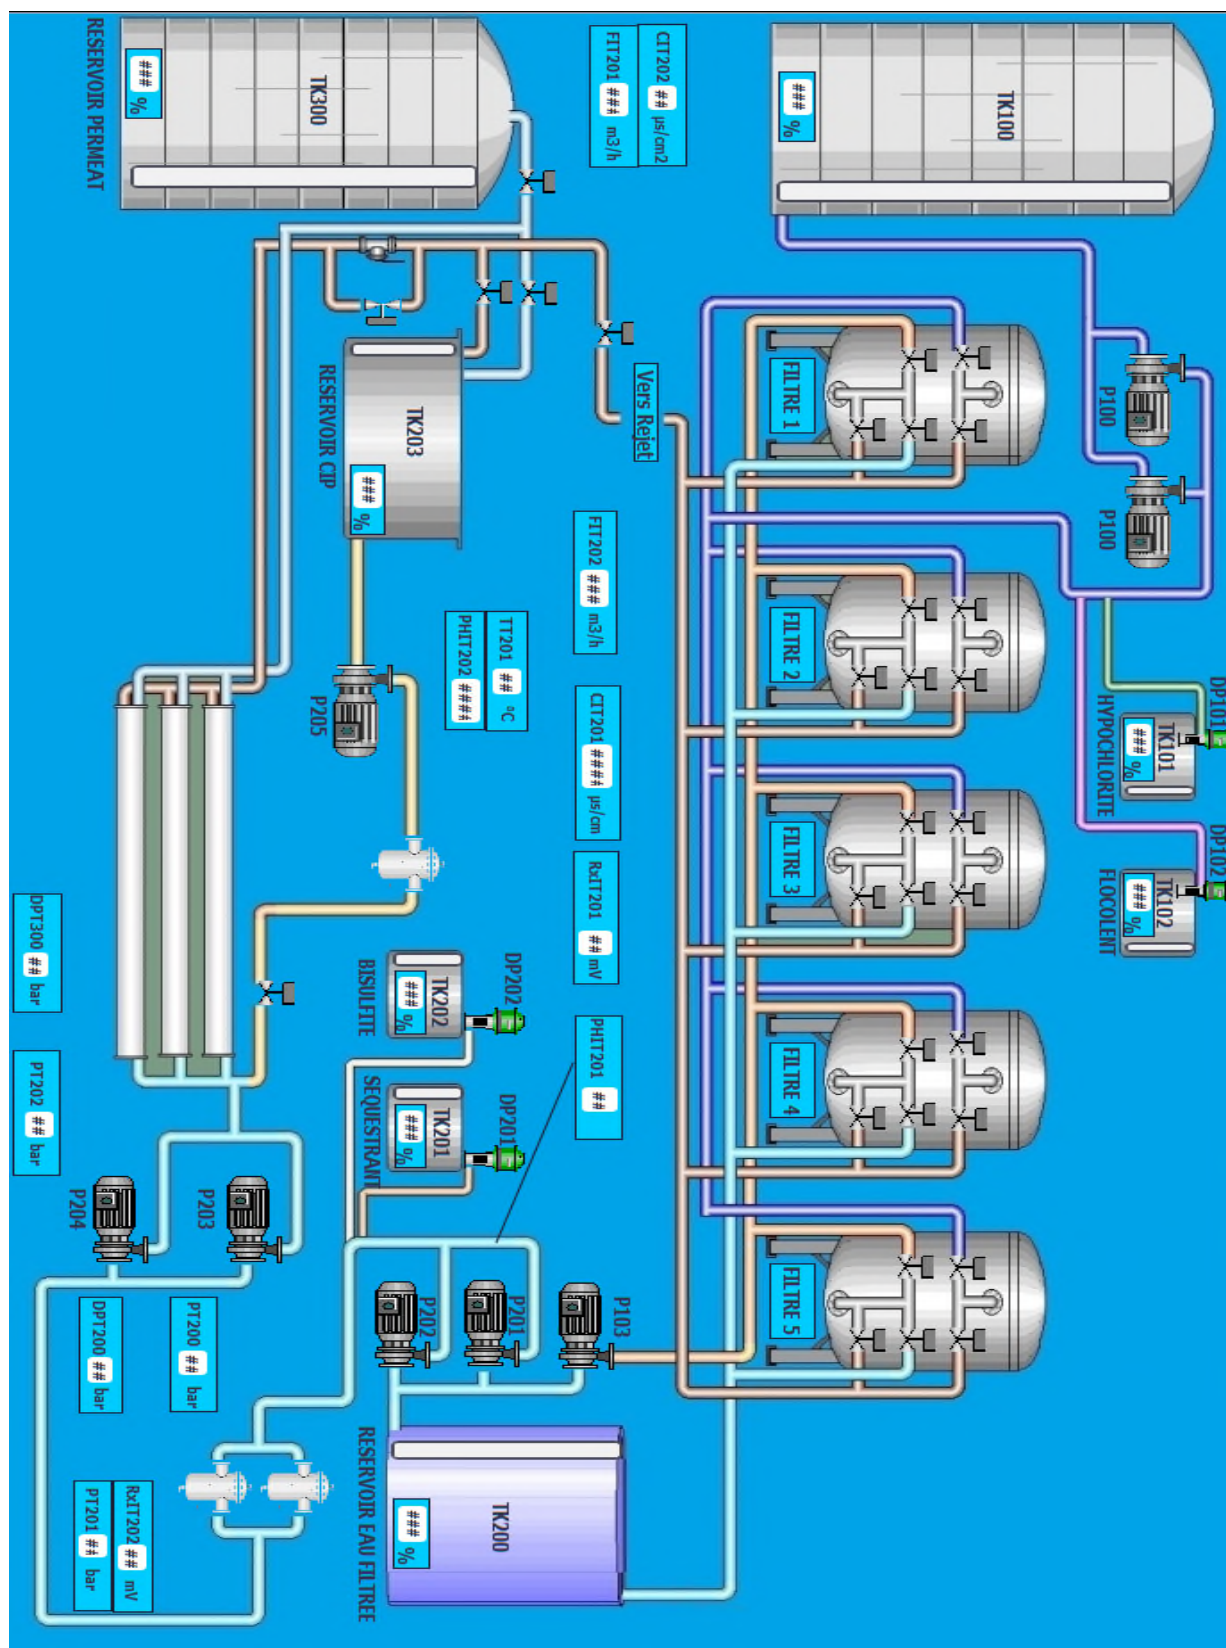 DP101
DP102
TK101
### %
HYPOCHLORITE
TK102
### %
FLOCOLENT
P100
P100
TK100
### %
FILTRE 1
FILTRE 2
FILTRE 3
FILTRE 4
FILTRE 5
CIT202 ## µs/cm2
FIT201 ### m3/h
Vers Rejet
FIT202 ### m3/h
CIT201 #### µs/cm
RxIT201 ## mV
PHIT201 ##
P103
P201
P202
TT201 ## ºC
PHIT202 ####
DP202
TK202
### %
BISULFITE
DP201
TK201
### %
SEQUESTRANT
TK200
### %
RESERVOIR EAU FILTREE
TK203
### %
RESERVOIR CIP
P205
TK300
### %
RESERVOIR PERMEAT
P203
P204
PT200 ## bar
DPT200 ## bar
RxIT202 ## mV
PT201 ## bar
DPT300 ## bar
PT202 ## bar